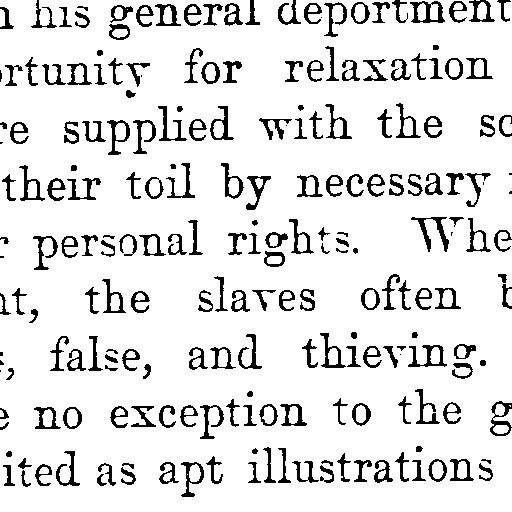 his general deportment
ortunity for relaxation
re supplied with the sc
their toil by necessary
r personal rights. Whe
nt, the slaves often b
, false, and thieving.
e no exception to the g
ited as apt illustrations